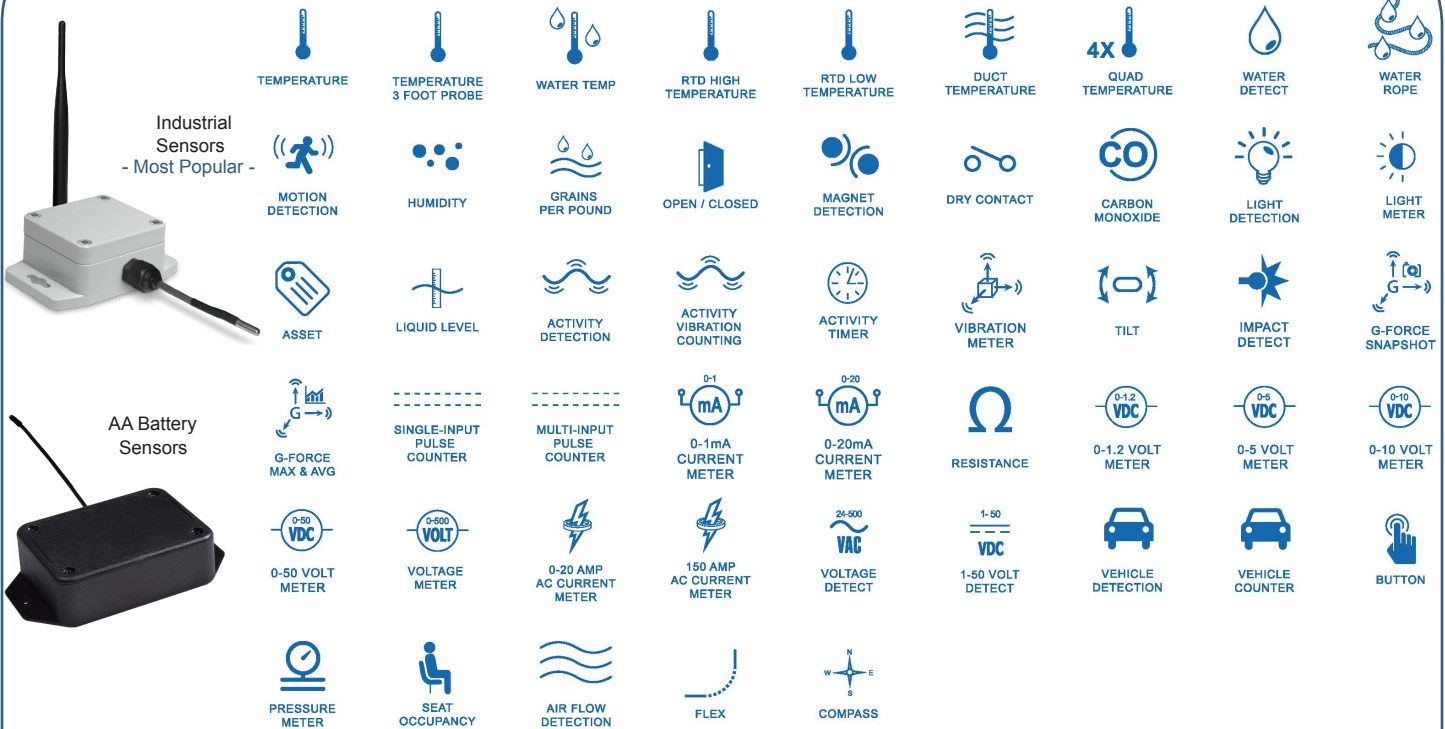 Industrial
Sensors
- Most Popular -
TEMPERATURE
TEMPERATURE
3 FOOT PROBE
WATER TEMP
RTD HIGH
TEMPERATURE
RTD LOW
TEMPERATURE
DUCT
TEMPERATURE
4X
QUAD
TEMPERATURE
WATER
DETECT
WATER
ROPE
MOTION
DETECTION
HUMIDITY
GRAINS
PER POUND
OPEN / CLOSED
MAGNET
DETECTION
DRY CONTACT
CO
CARBON
MONOXIDE
LIGHT
DETECTION
LIGHT
METER
ASSET
LIQUID LEVEL
ACTIVITY
DETECTION
ACTIVITY
VIBRATION
COUNTING
ACTIVITY
TIMER
VIBRATION
METER
TILT
IMPACT
DETECT
G
G-FORCE
SNAPSHOT
AA Battery
Sensors
G
G-FORCE
MAX & AVG
SINGLE-INPUT
PULSE
COUNTER
MULTI-INPUT
PULSE
COUNTER
0-1
mA
0-1mA
CURRENT
METER
0-20
mA
0-20mA
CURRENT
METER
Ω
RESISTANCE
0-1.2
VDC
0-1.2 VOLT
METER
0-5
VDC
0-5 VOLT
METER
0-10
VDC
0-10 VOLT
METER
0-50
VDC
0-50 VOLT
METER
0-500
VOLT
VOLTAGE
METER
0-20 AMP
AC CURRENT
METER
150 AMP
AC CURRENT
METER
24-500
VAC
VOLTAGE
DETECT
1-50
VDC
1-50 VOLT
DETECT
VEHICLE
DETECTION
VEHICLE
COUNTER
BUTTON
PRESSURE
METER
SEAT
OCCUPANCY
AIR FLOW
DETECTION
FLEX
N
W E
S
COMPASS